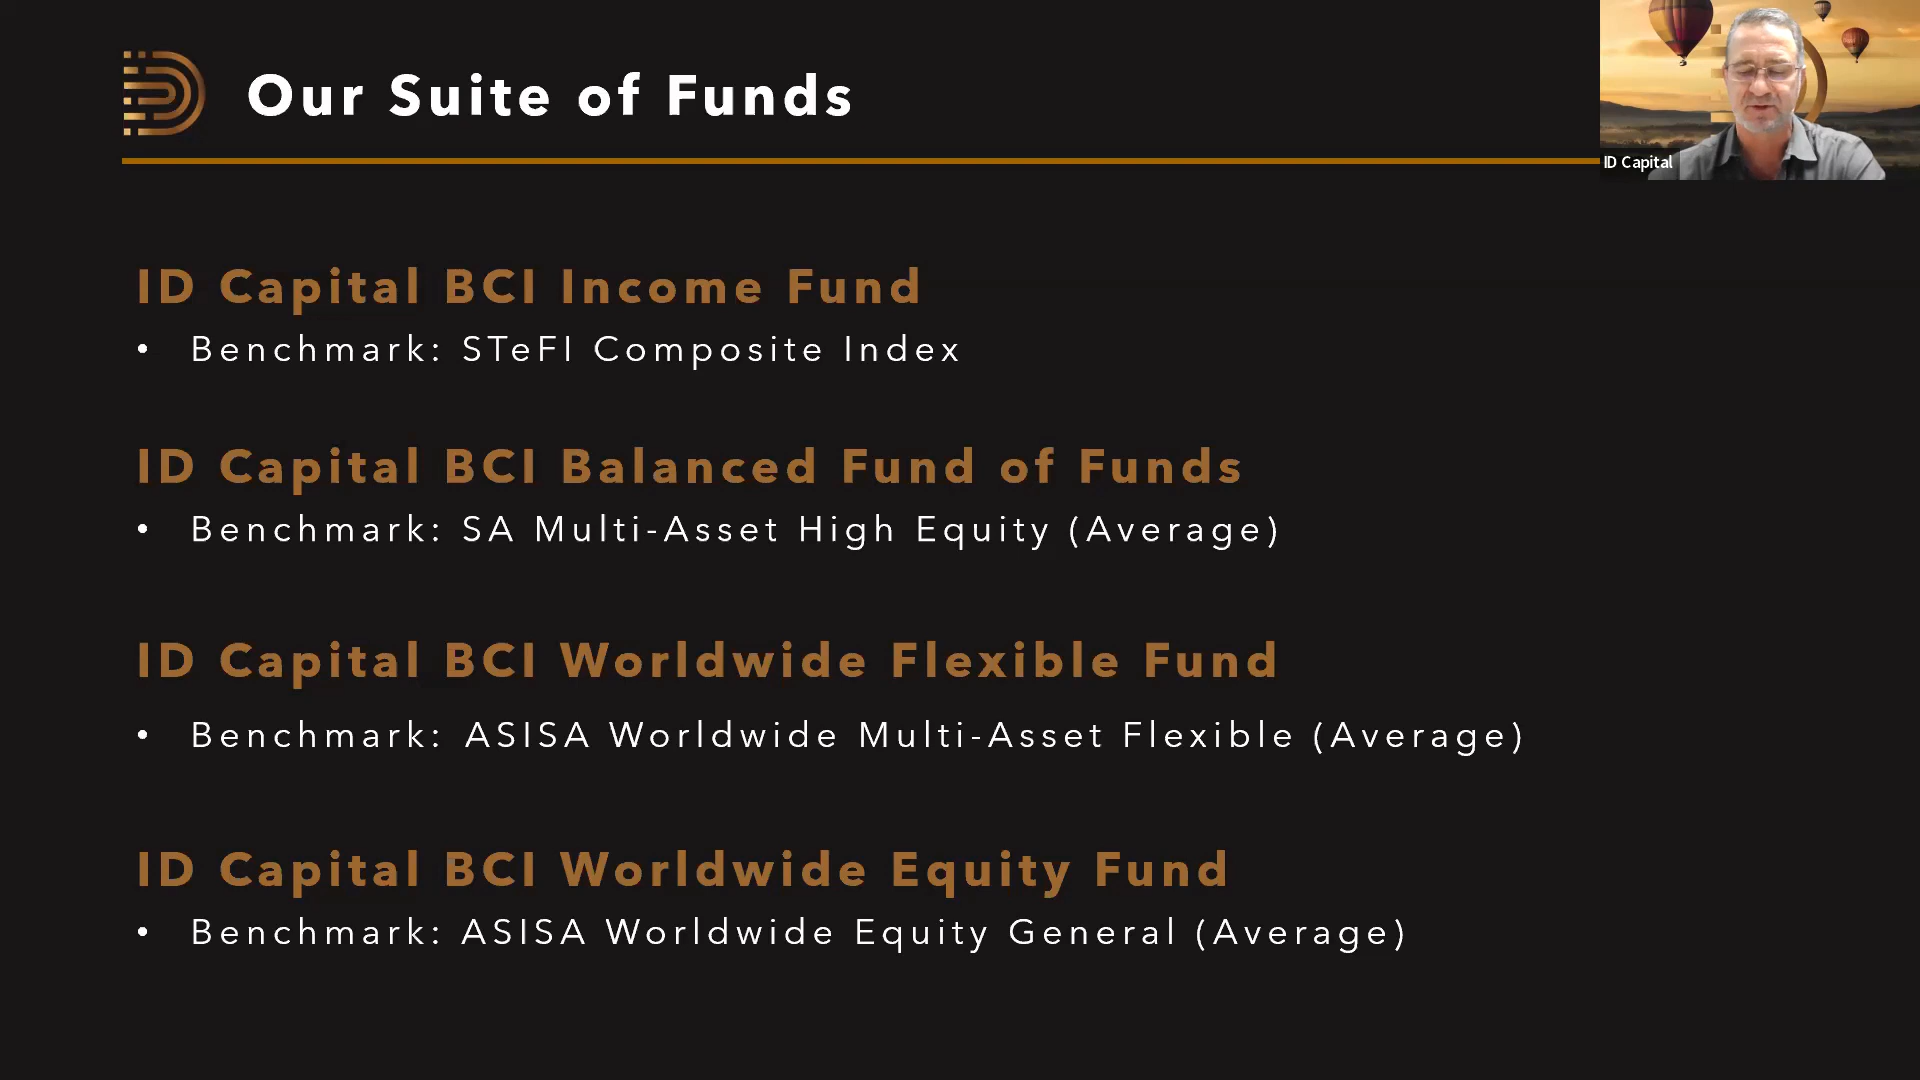 Our Suite of Funds
ID Capital
ID Capital BCI Income Fund
• Benchmark: STeFI Composite Index
ID Capital BCI Balanced Fund of Funds
• Benchmark: SA Multi-Asset High Equity (Average)
ID Capital BCI Worldwide Flexible Fund
• Benchmark: ASISA Worldwide Multi-Asset Flexible (Average)
ID Capital BCI Worldwide Equity Fund
• Benchmark: ASISA Worldwide Equity General (Average)